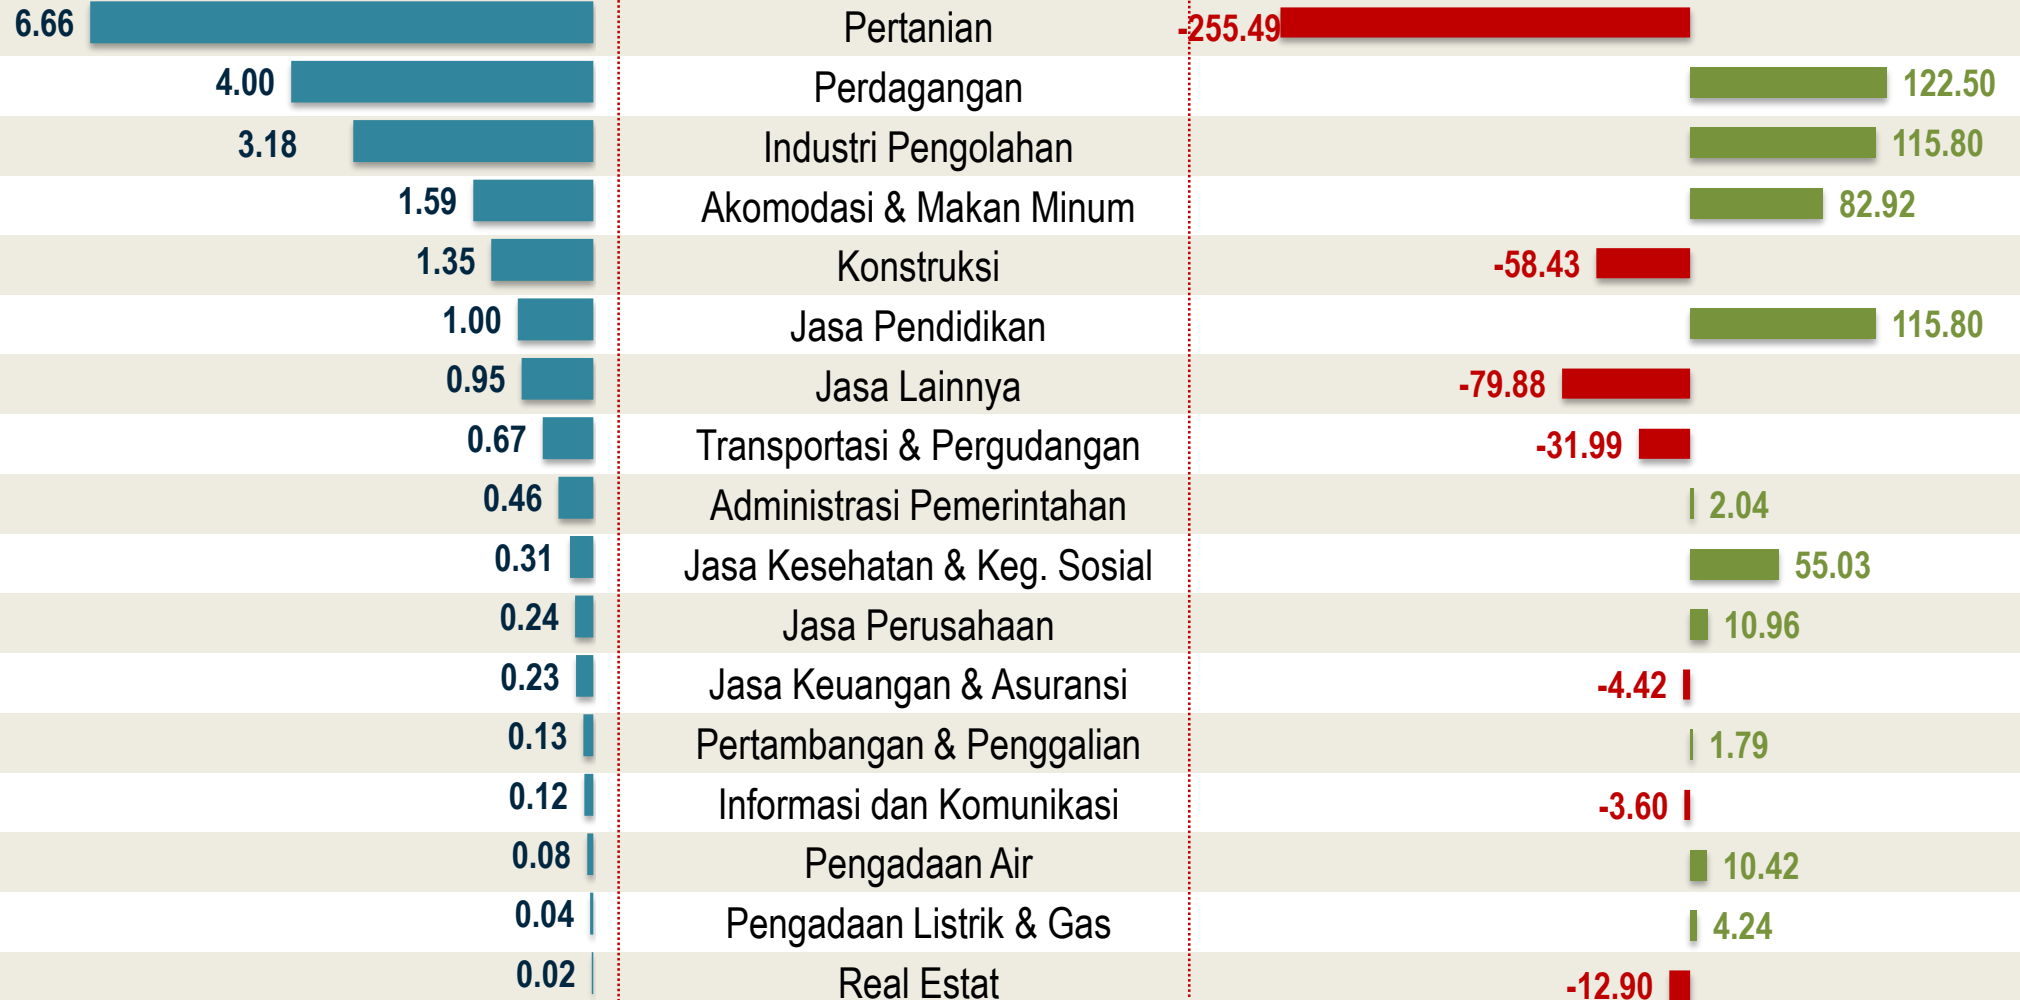 6.66 Pertanian -255.49
4.00 Perdagangan 122.50
3.18 Industri Pengolahan 115.80
1.59 Akomodasi & Makan Minum 82.92
1.35 Konstruksi -58.43
1.00 Jasa Pendidikan 115.80
0.95 Jasa Lainnya -79.88
0.67 Transportasi & Pergudangan -31.99
0.46 Administrasi Pemerintahan 2.04
0.31 Jasa Kesehatan & Keg. Sosial 55.03
0.24 Jasa Perusahaan 10.96
0.23 Jasa Keuangan & Asuransi -4.42
0.13 Pertambangan & Penggalian 1.79
0.12 Informasi dan Komunikasi -3.60
0.08 Pengadaan Air 10.42
0.04 Pengadaan Listrik & Gas 4.24
0.02 Real Estat -12.90